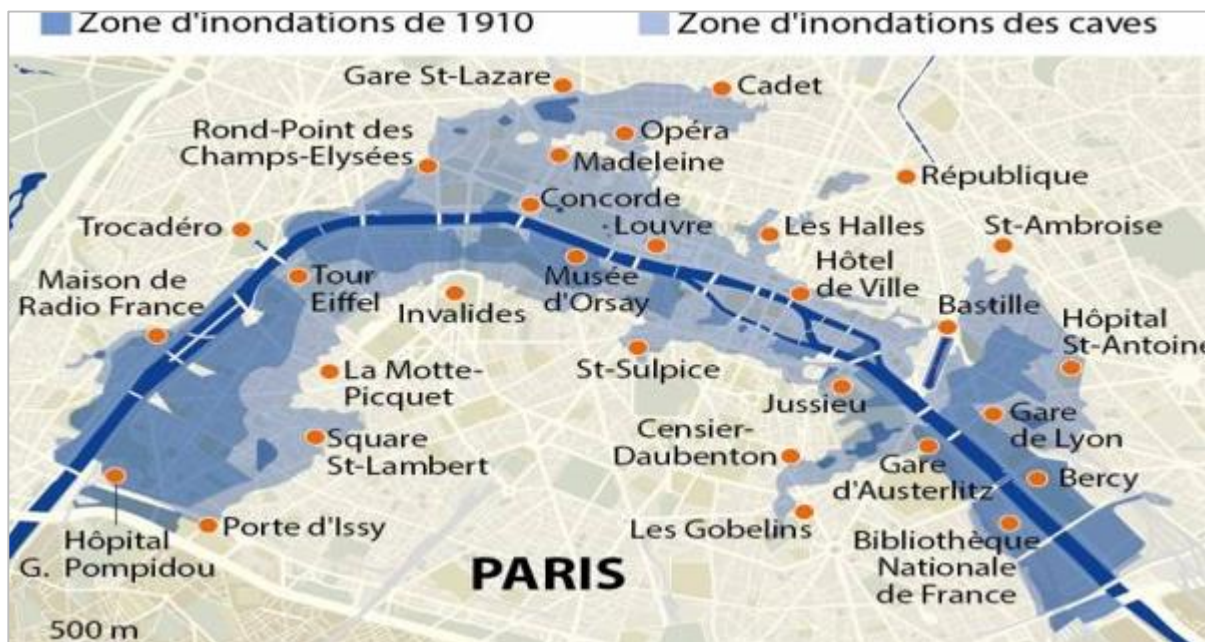 Zone d'inondations de 1910
Zone d'inondations des caves
Gare St-Lazare
Cadet
Rond-Point des
Champs-Elysées
Opéra
Madeleine
République
Concorde
Trocadéro
Louvre
Les Halles
St-Ambroise
Maison de
Radio France
Tour
Eiffel
Invalides
Musée
d'Orsay
Hôtel
de Ville
Bastille
Hôpital
St-Antoine
La Motte-
Picquet
St-Sulpice
Jussieu
Square
St-Lambert
Censier-
Daubenton
Gare
de Lyon
Gare
d'Austerlitz
Bercy
Porte d'Issy
Les Gobelins
Hôpital
G. Pompidou
Bibliothèque
Nationale
de France
PARIS
500 m